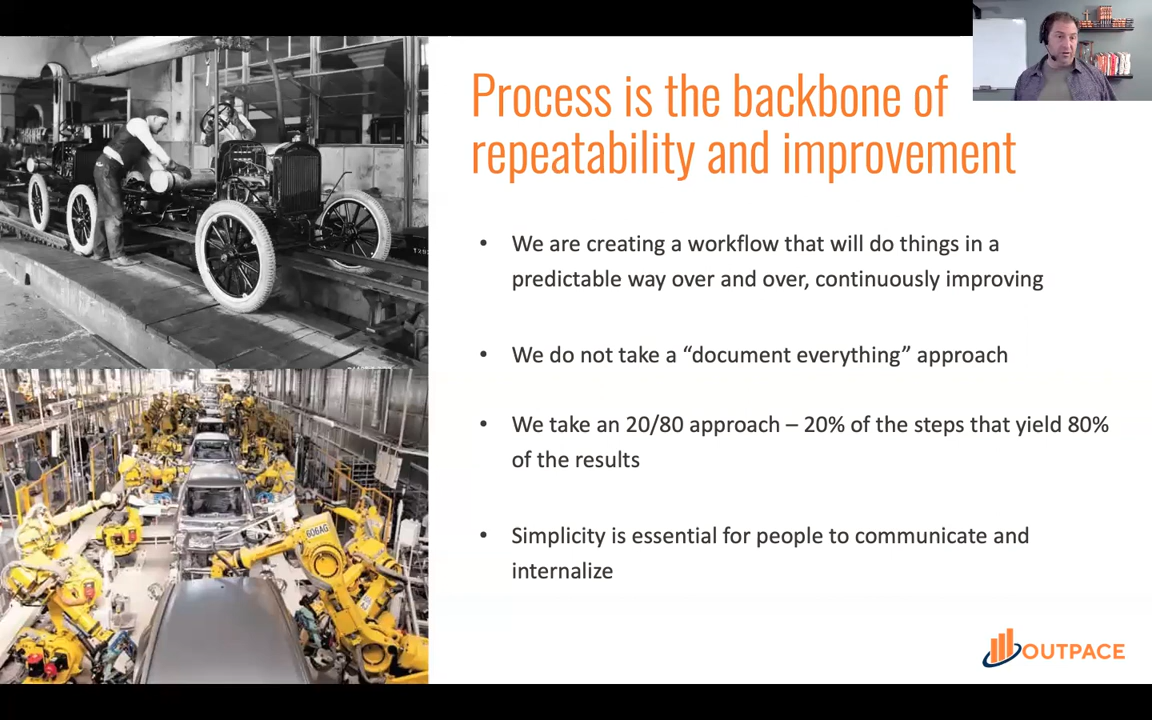 Process is the backbone of
repeatability and improvement
• We are creating a workflow that will do things in a
predictable way over and over, continuously improving
• We do not take a “document everything” approach
• We take an 20/80 approach – 20% of the steps that yield 80%
of the results
• Simplicity is essential for people to communicate and
internalize
606AG
OUTPACE